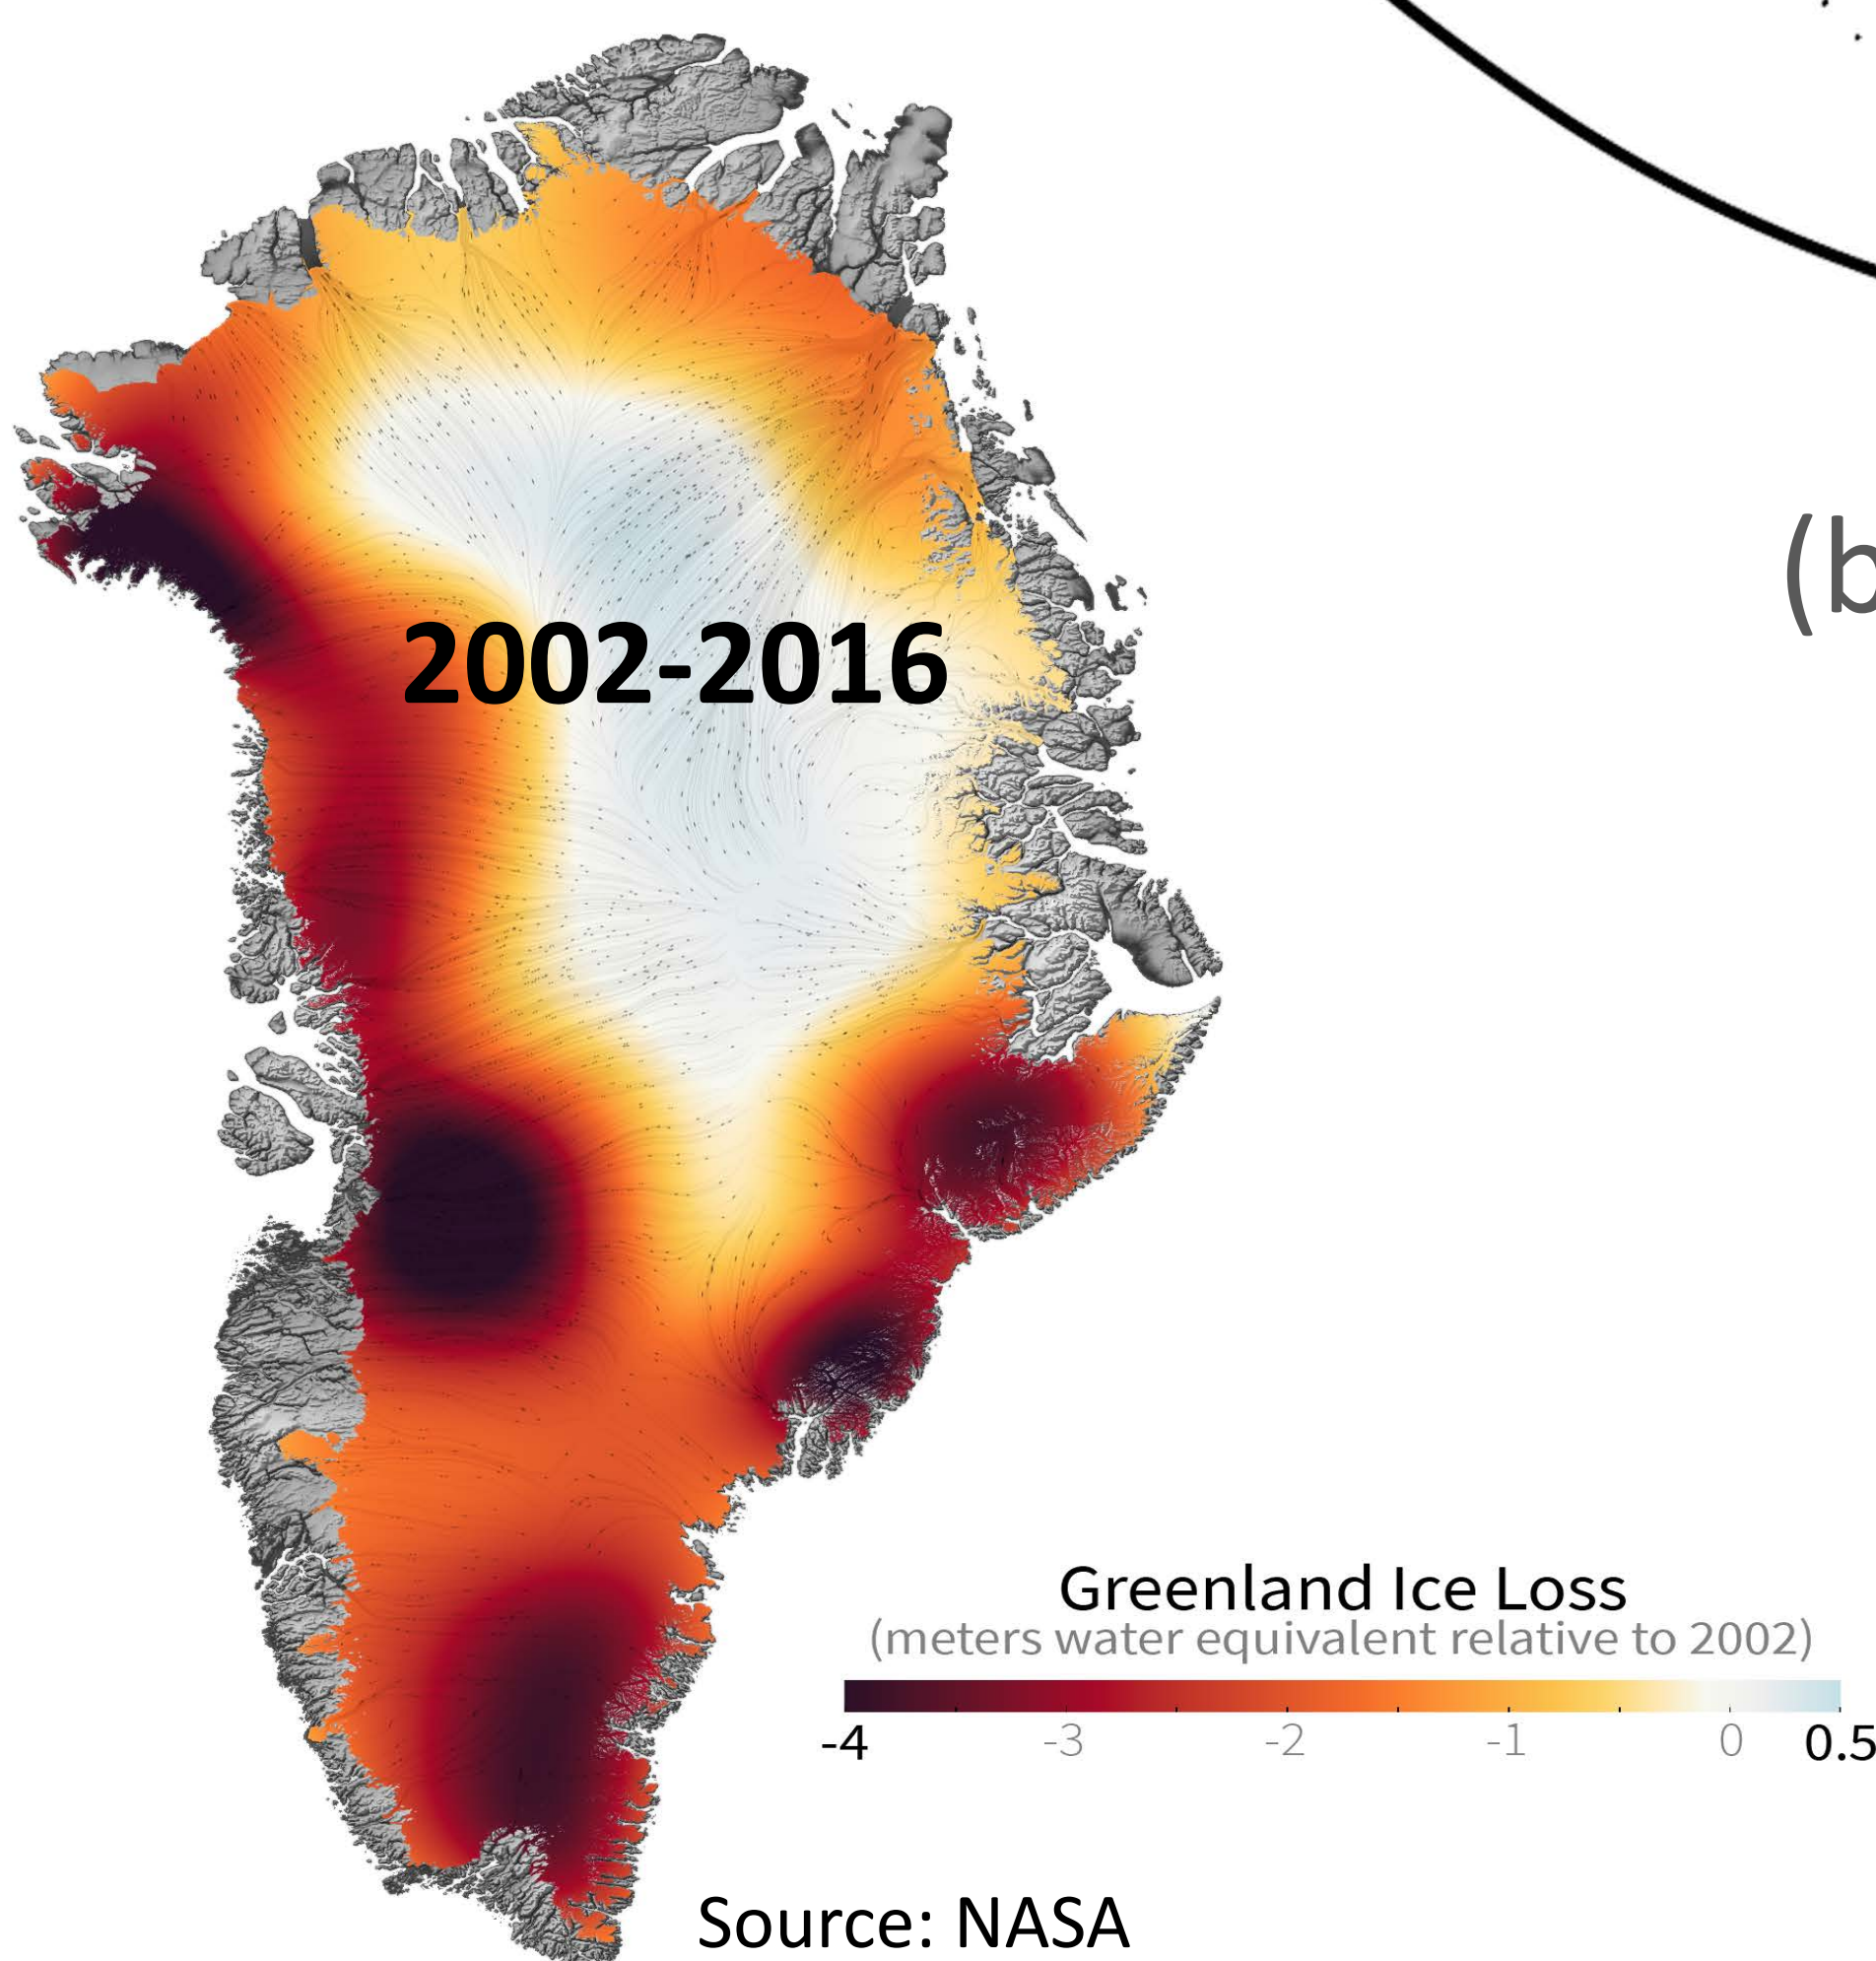 (b
2002-2016
Greenland Ice Loss
(meters water equivalent relative to 2002)
-4 -3 -2 -1 0 0.5
Source: NASA